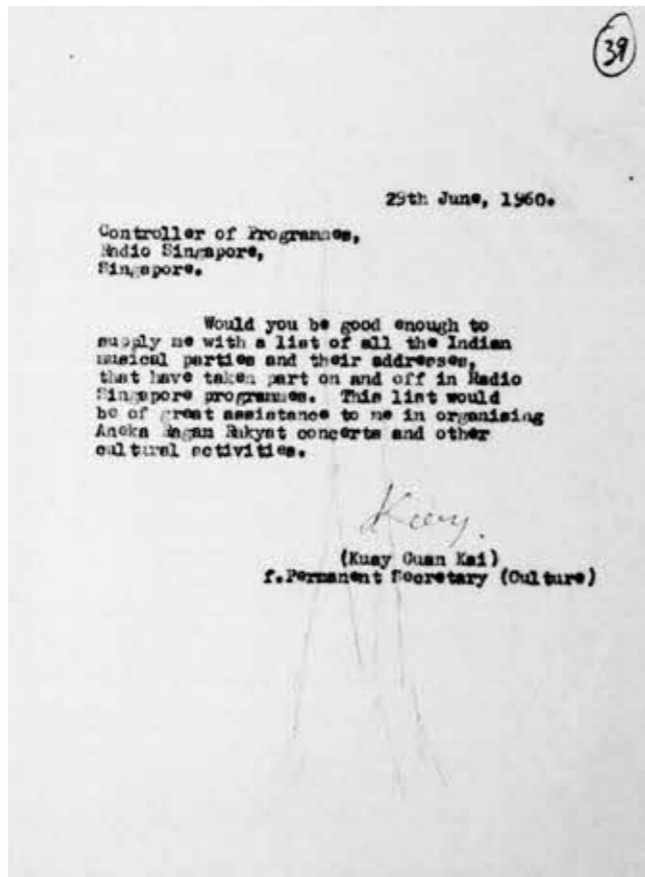 39
29th June, 1960.
Controller of Programmes,
Radio Singapore,
Singapore.
Would you be good enough to
supply me with a list of all the Indian
musical parties and their addresses,
that have taken part on and off in Radio
Singapore programmes. This list would
be of great assistance to me in organising
Aneka Ragam Rakyat concerts and other
cultural activities.
Kuay.
(Kuay Guan Kai)
f.Permanent Secretary (Culture)